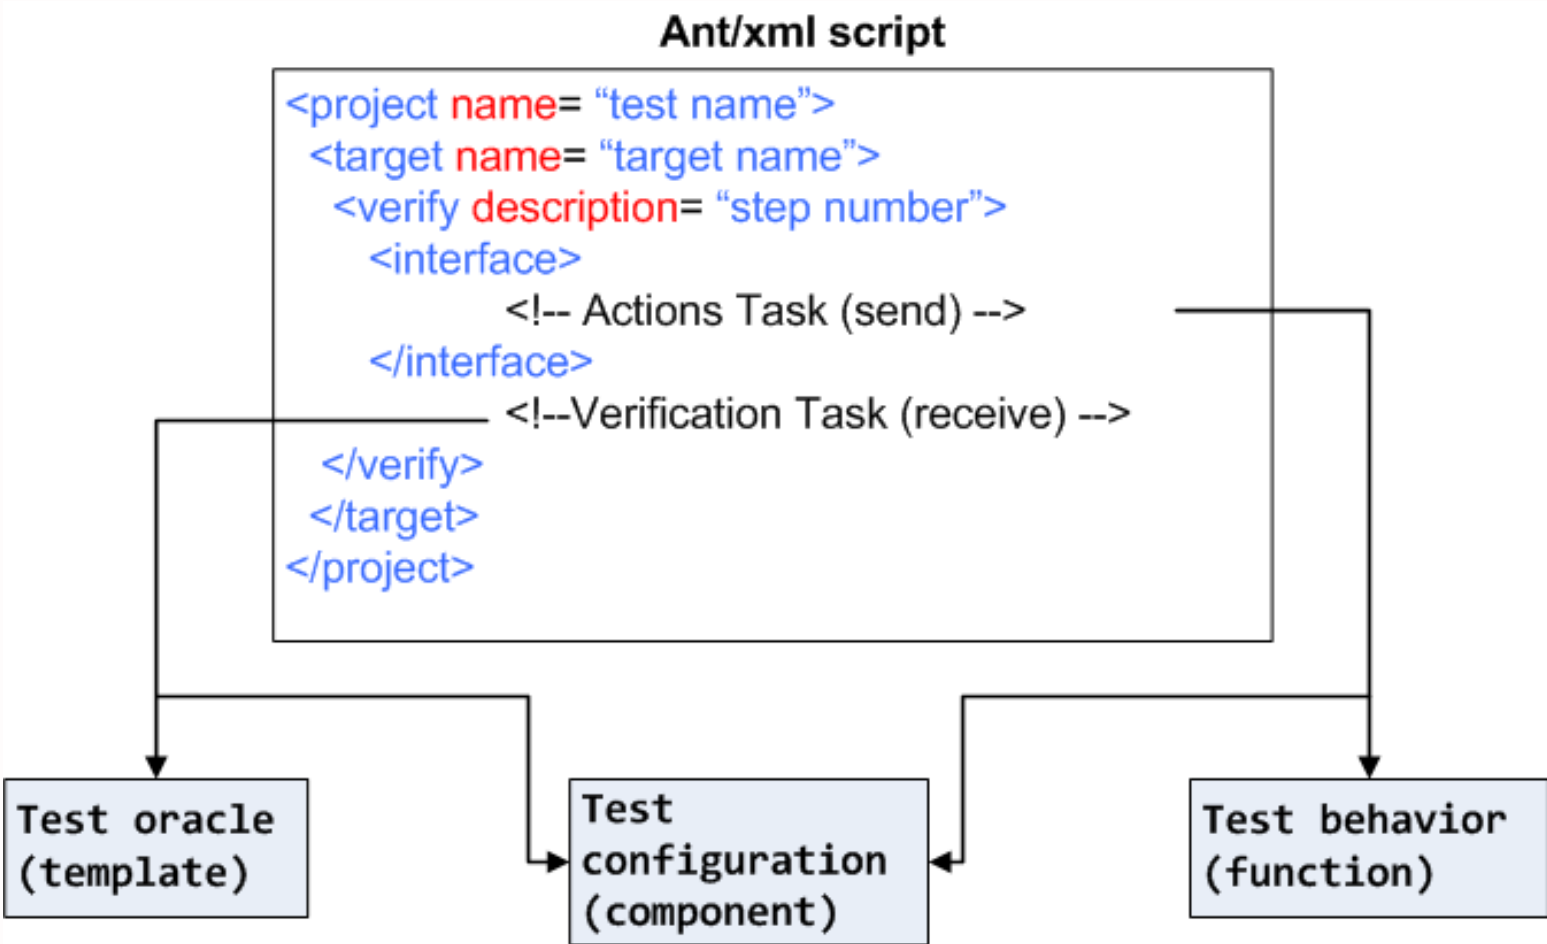 Ant/xml script
<project name= “test name”>
<target name= “target name”>
<verify description= “step number”>
<interface>
<!-- Actions Task (send) -->
</interface>
<!--Verification Task (receive) -->
</verify>
</target>
</project>
Test oracle
(template)
Test
configuration
(component)
Test behavior
(function)